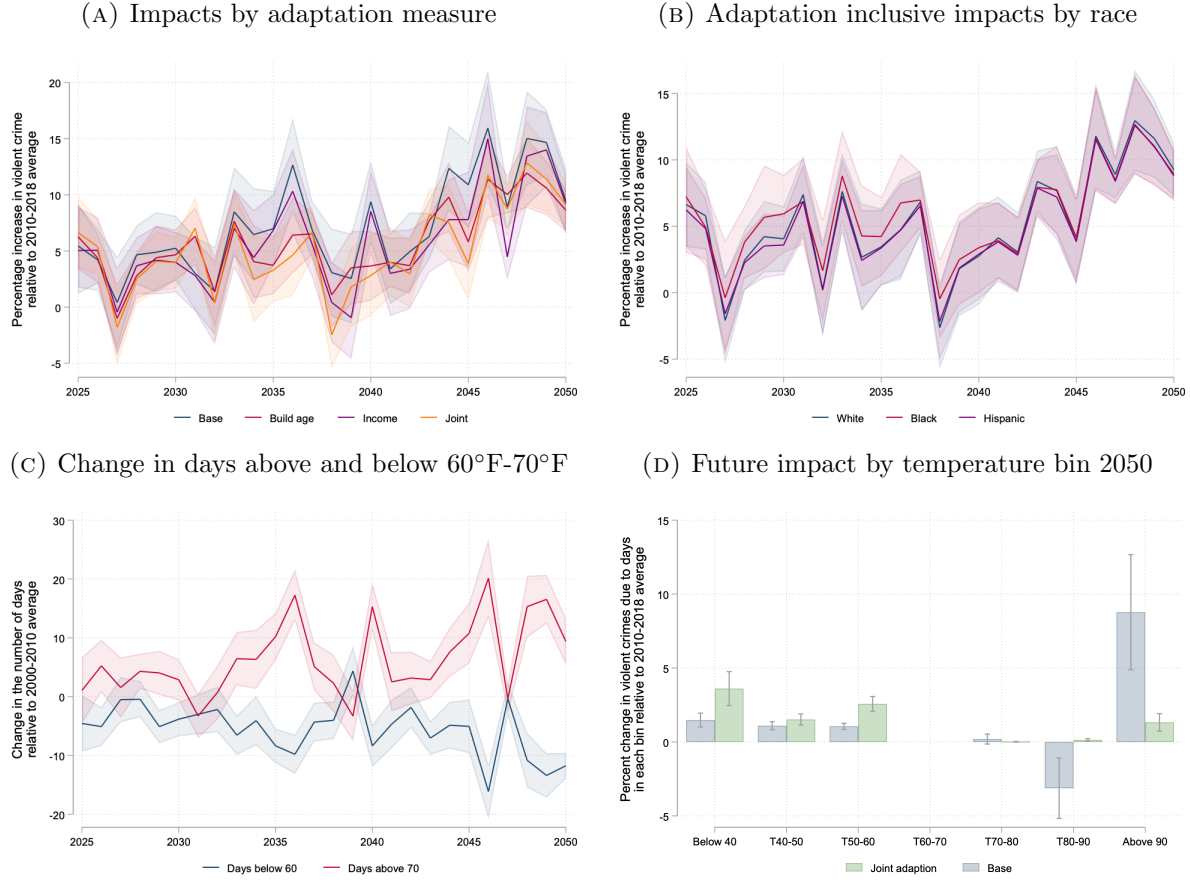 (A) Impacts by adaptation measure
Percentage increase in violent crime
relative to 2010-2018 average
20
15
10
5
0
-5
2025
2030
2035
2040
2045
2050
Base
Build age
Income
Joint
(B) Adaptation inclusive impacts by race
Percentage increase in violent crime
relative to 2010-2018 average
15
10
5
0
-5
2025
2030
2035
2040
2045
2050
White
Black
Hispanic
(C) Change in days above and below 60°F-70°F
Change in the number of days
relative to 2000-2010 average
30
20
10
0
-10
-20
2025
2030
2035
2040
2045
2050
Days below 60
Days above 70
(D) Future impact by temperature bin 2050
Percent change in violent crimes due to days
in each bin relative to 2010-2018 average
15
10
5
0
-5
Below 40
T40-50
T50-60
T60-70
T70-80
T80-90
Above 90
Joint adaption
Base